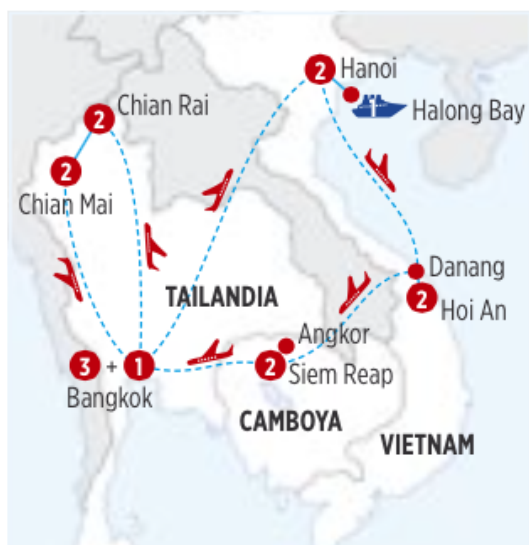 2 Hanoi
1 Halong Bay
2 Chian Rai
2
Chian Mai
Danang
2 Hoi An
TAILANDIA
Angkor
2 Siem Reap
3 + 1
Bangkok
CAMBOYA
VIETNAM